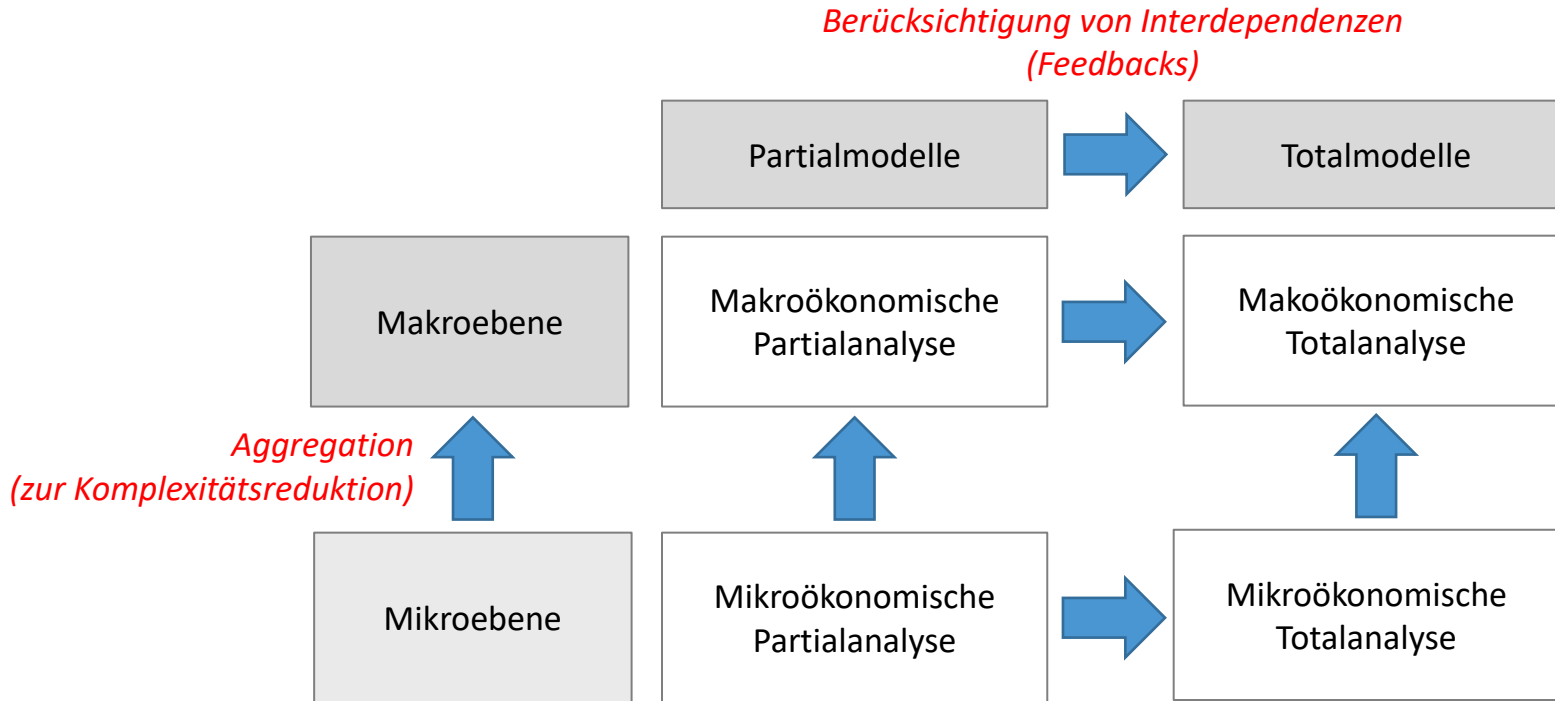 Berücksichtigung von Interdependenzen
(Feedbacks)
Partialmodelle
Totalmodelle
Makroebene
Makroökonomische
Partialanalyse
Makoökonomische
Totalanalyse
Aggregation
(zur Komplexitätsreduktion)
Mikroebene
Mikroökonomische
Partialanalyse
Mikroökonomische
Totalanalyse